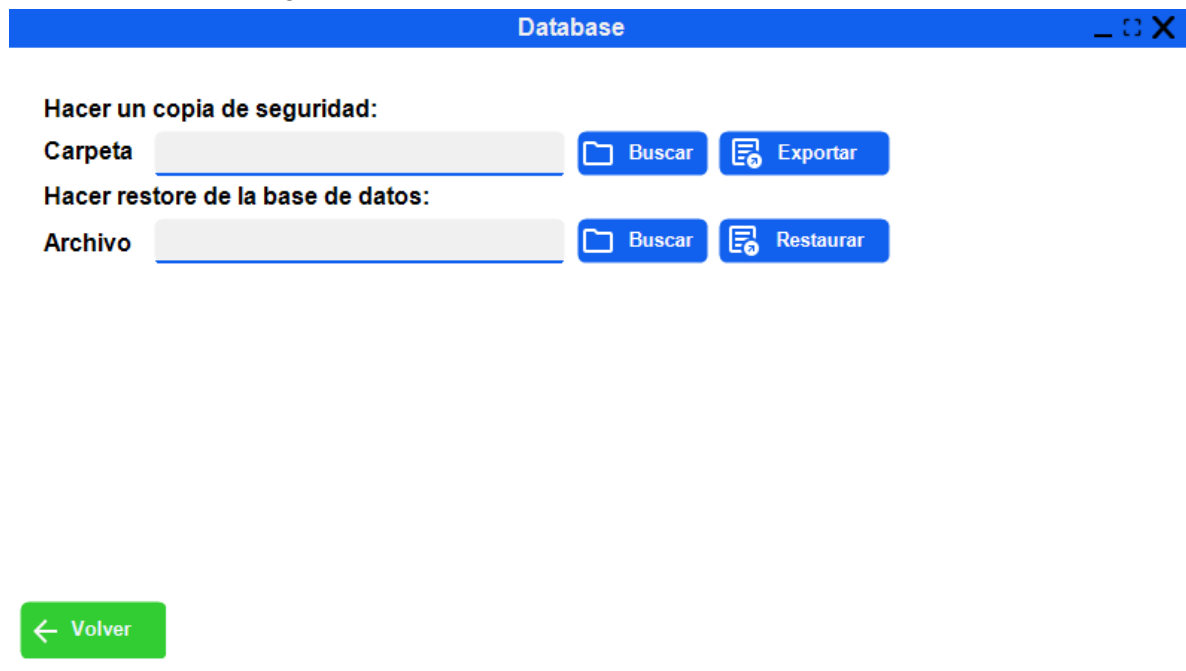 Database
Hacer un copia de seguridad:
Carpeta Buscar Exportar
Hacer restore de la base de datos:
Archivo Buscar Restaurar
Volver